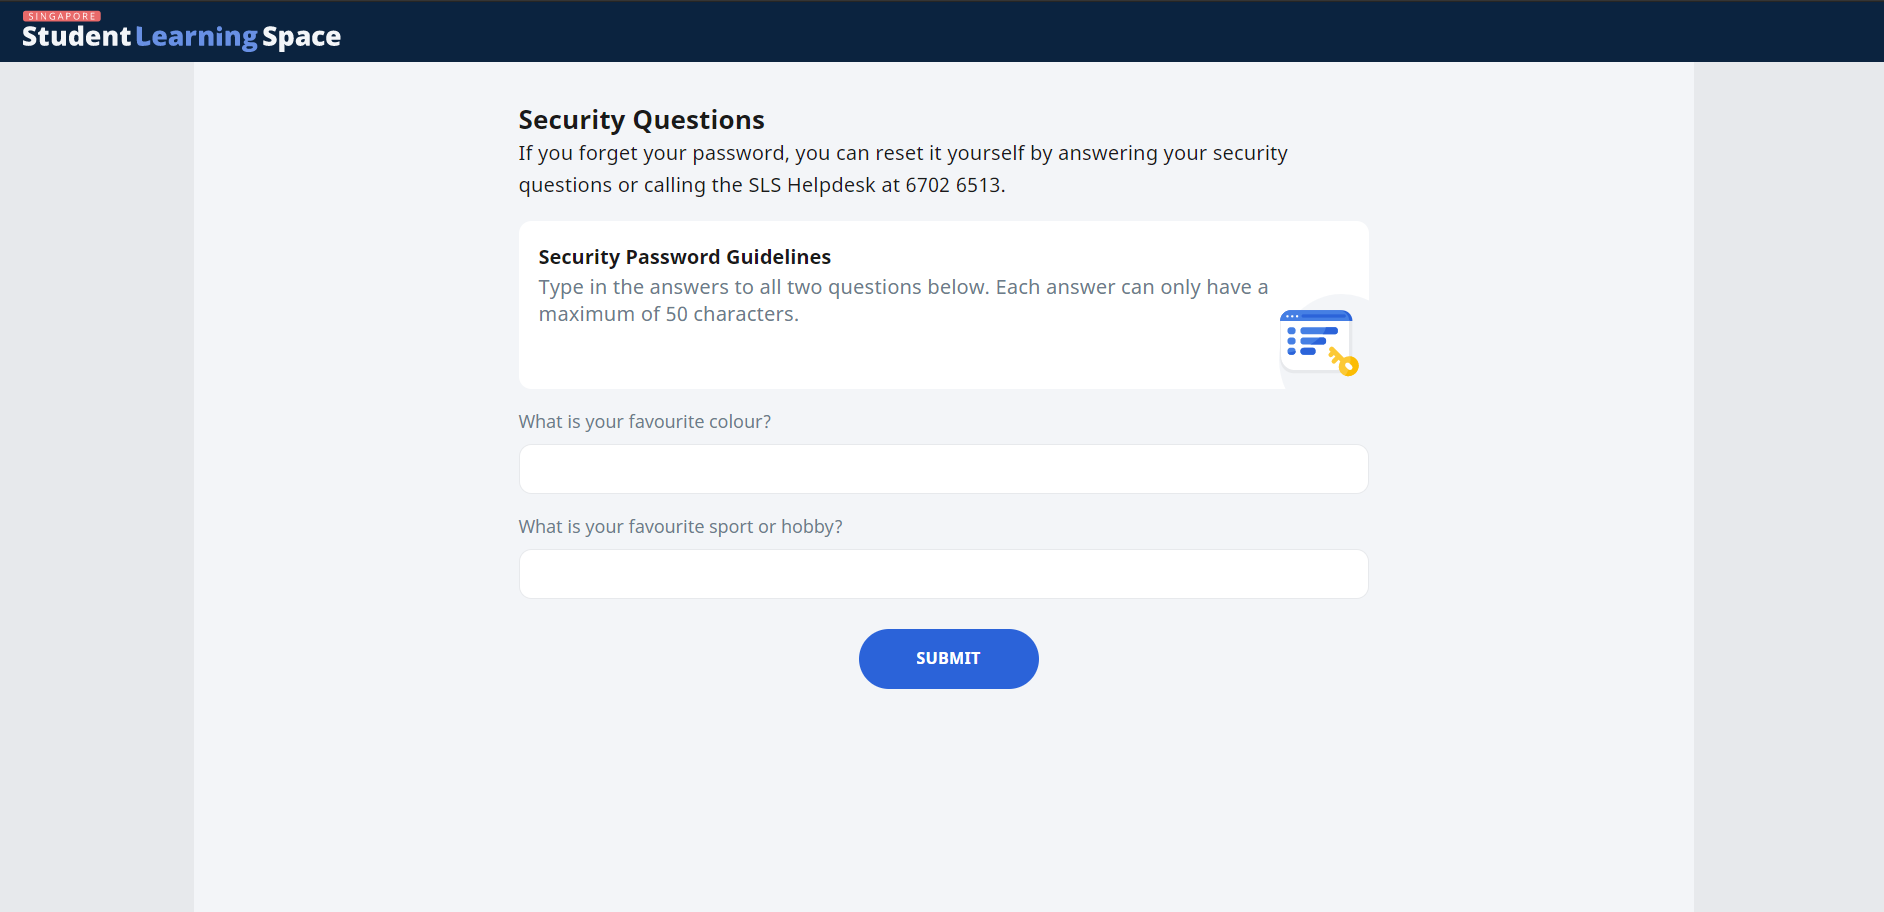 SINGAPORE
Student Learning Space
Security Questions
If you forget your password, you can reset it yourself by answering your security
questions or calling the SLS Helpdesk at 6702 6513.
Security Password Guidelines
Type in the answers to all two questions below. Each answer can only have a
maximum of 50 characters.
What is your favourite colour?
What is your favourite sport or hobby?
SUBMIT